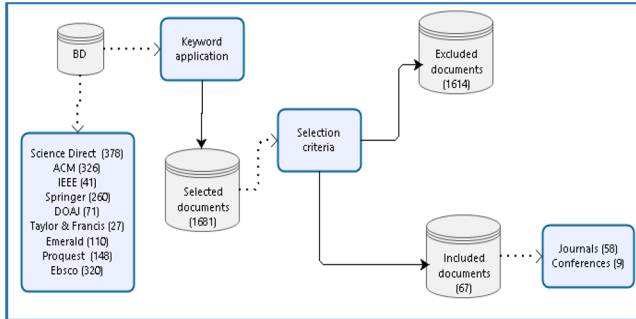 BD
Keyword
application
Excluded
documents
(1614)
Science Direct (378)
ACM (326)
IEEE (41)
Springer (260)
DOAJ (71)
Taylor & Francis (27)
Emerald (110)
Proquest (148)
Ebsco (320)
Selected
documents
(1681)
Selection
criteria
Included
documents
(67)
Journals (58)
Conferences (9)